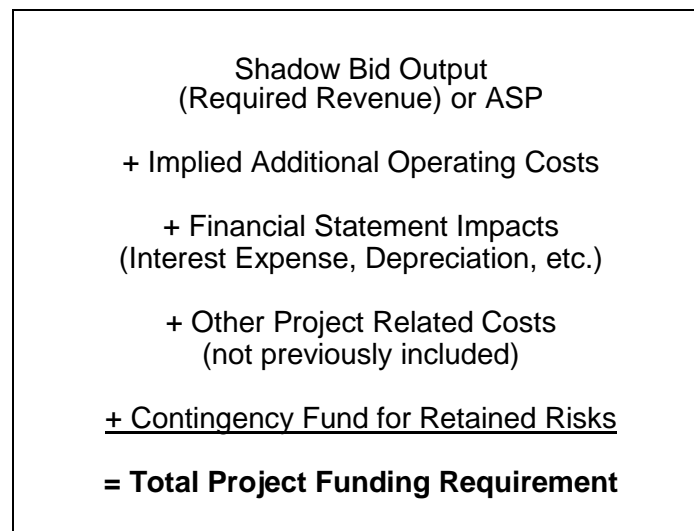 Shadow Bid Output
(Required Revenue) or ASP
+ Implied Additional Operating Costs
+ Financial Statement Impacts
(Interest Expense, Depreciation, etc.)
+ Other Project Related Costs
(not previously included)
+ Contingency Fund for Retained Risks
= Total Project Funding Requirement